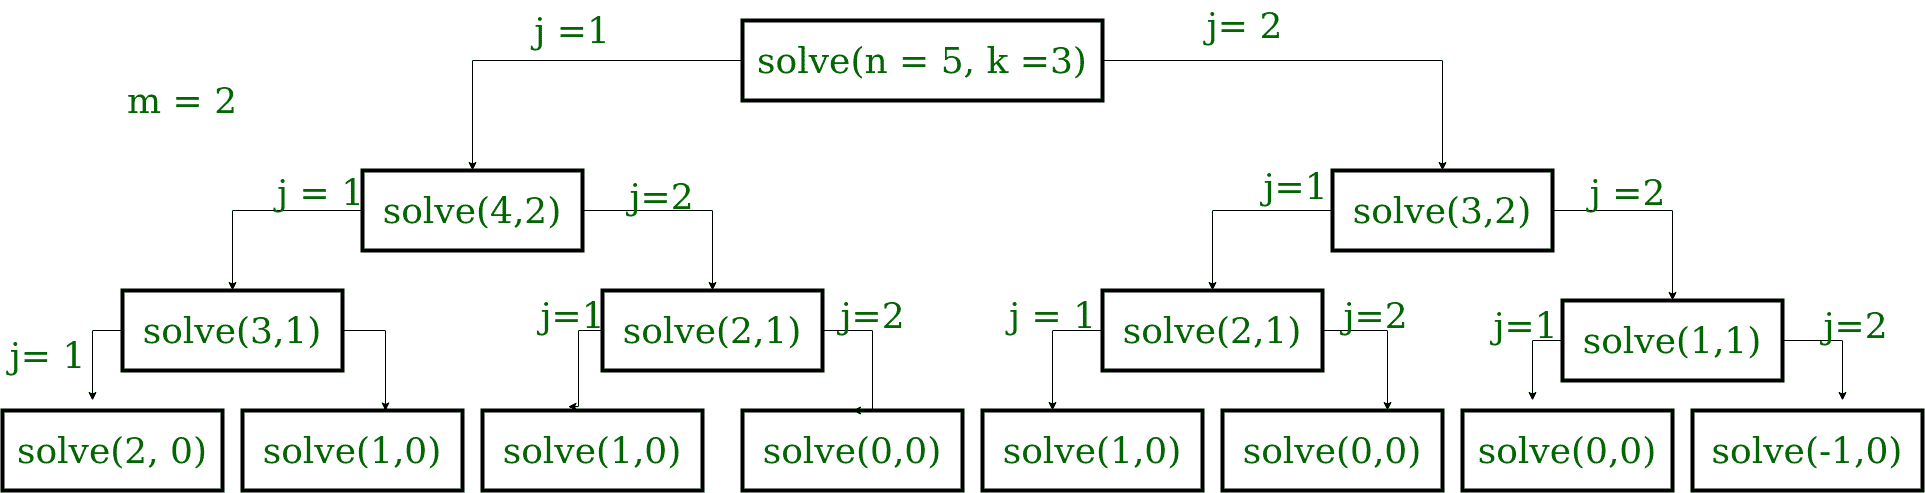 j =1
solve(n = 5, k =3)
j= 2
m = 2
j = 1
solve(4,2)
j=2
j=1
solve(3,2)
j =2
j= 1
solve(3,1)
j=1
solve(2,1)
j=2
j = 1
solve(2,1)
j=2
j=1
solve(1,1)
j=2
solve(2, 0)
solve(1,0)
solve(1,0)
solve(0,0)
solve(1,0)
solve(0,0)
solve(0,0)
solve(-1,0)